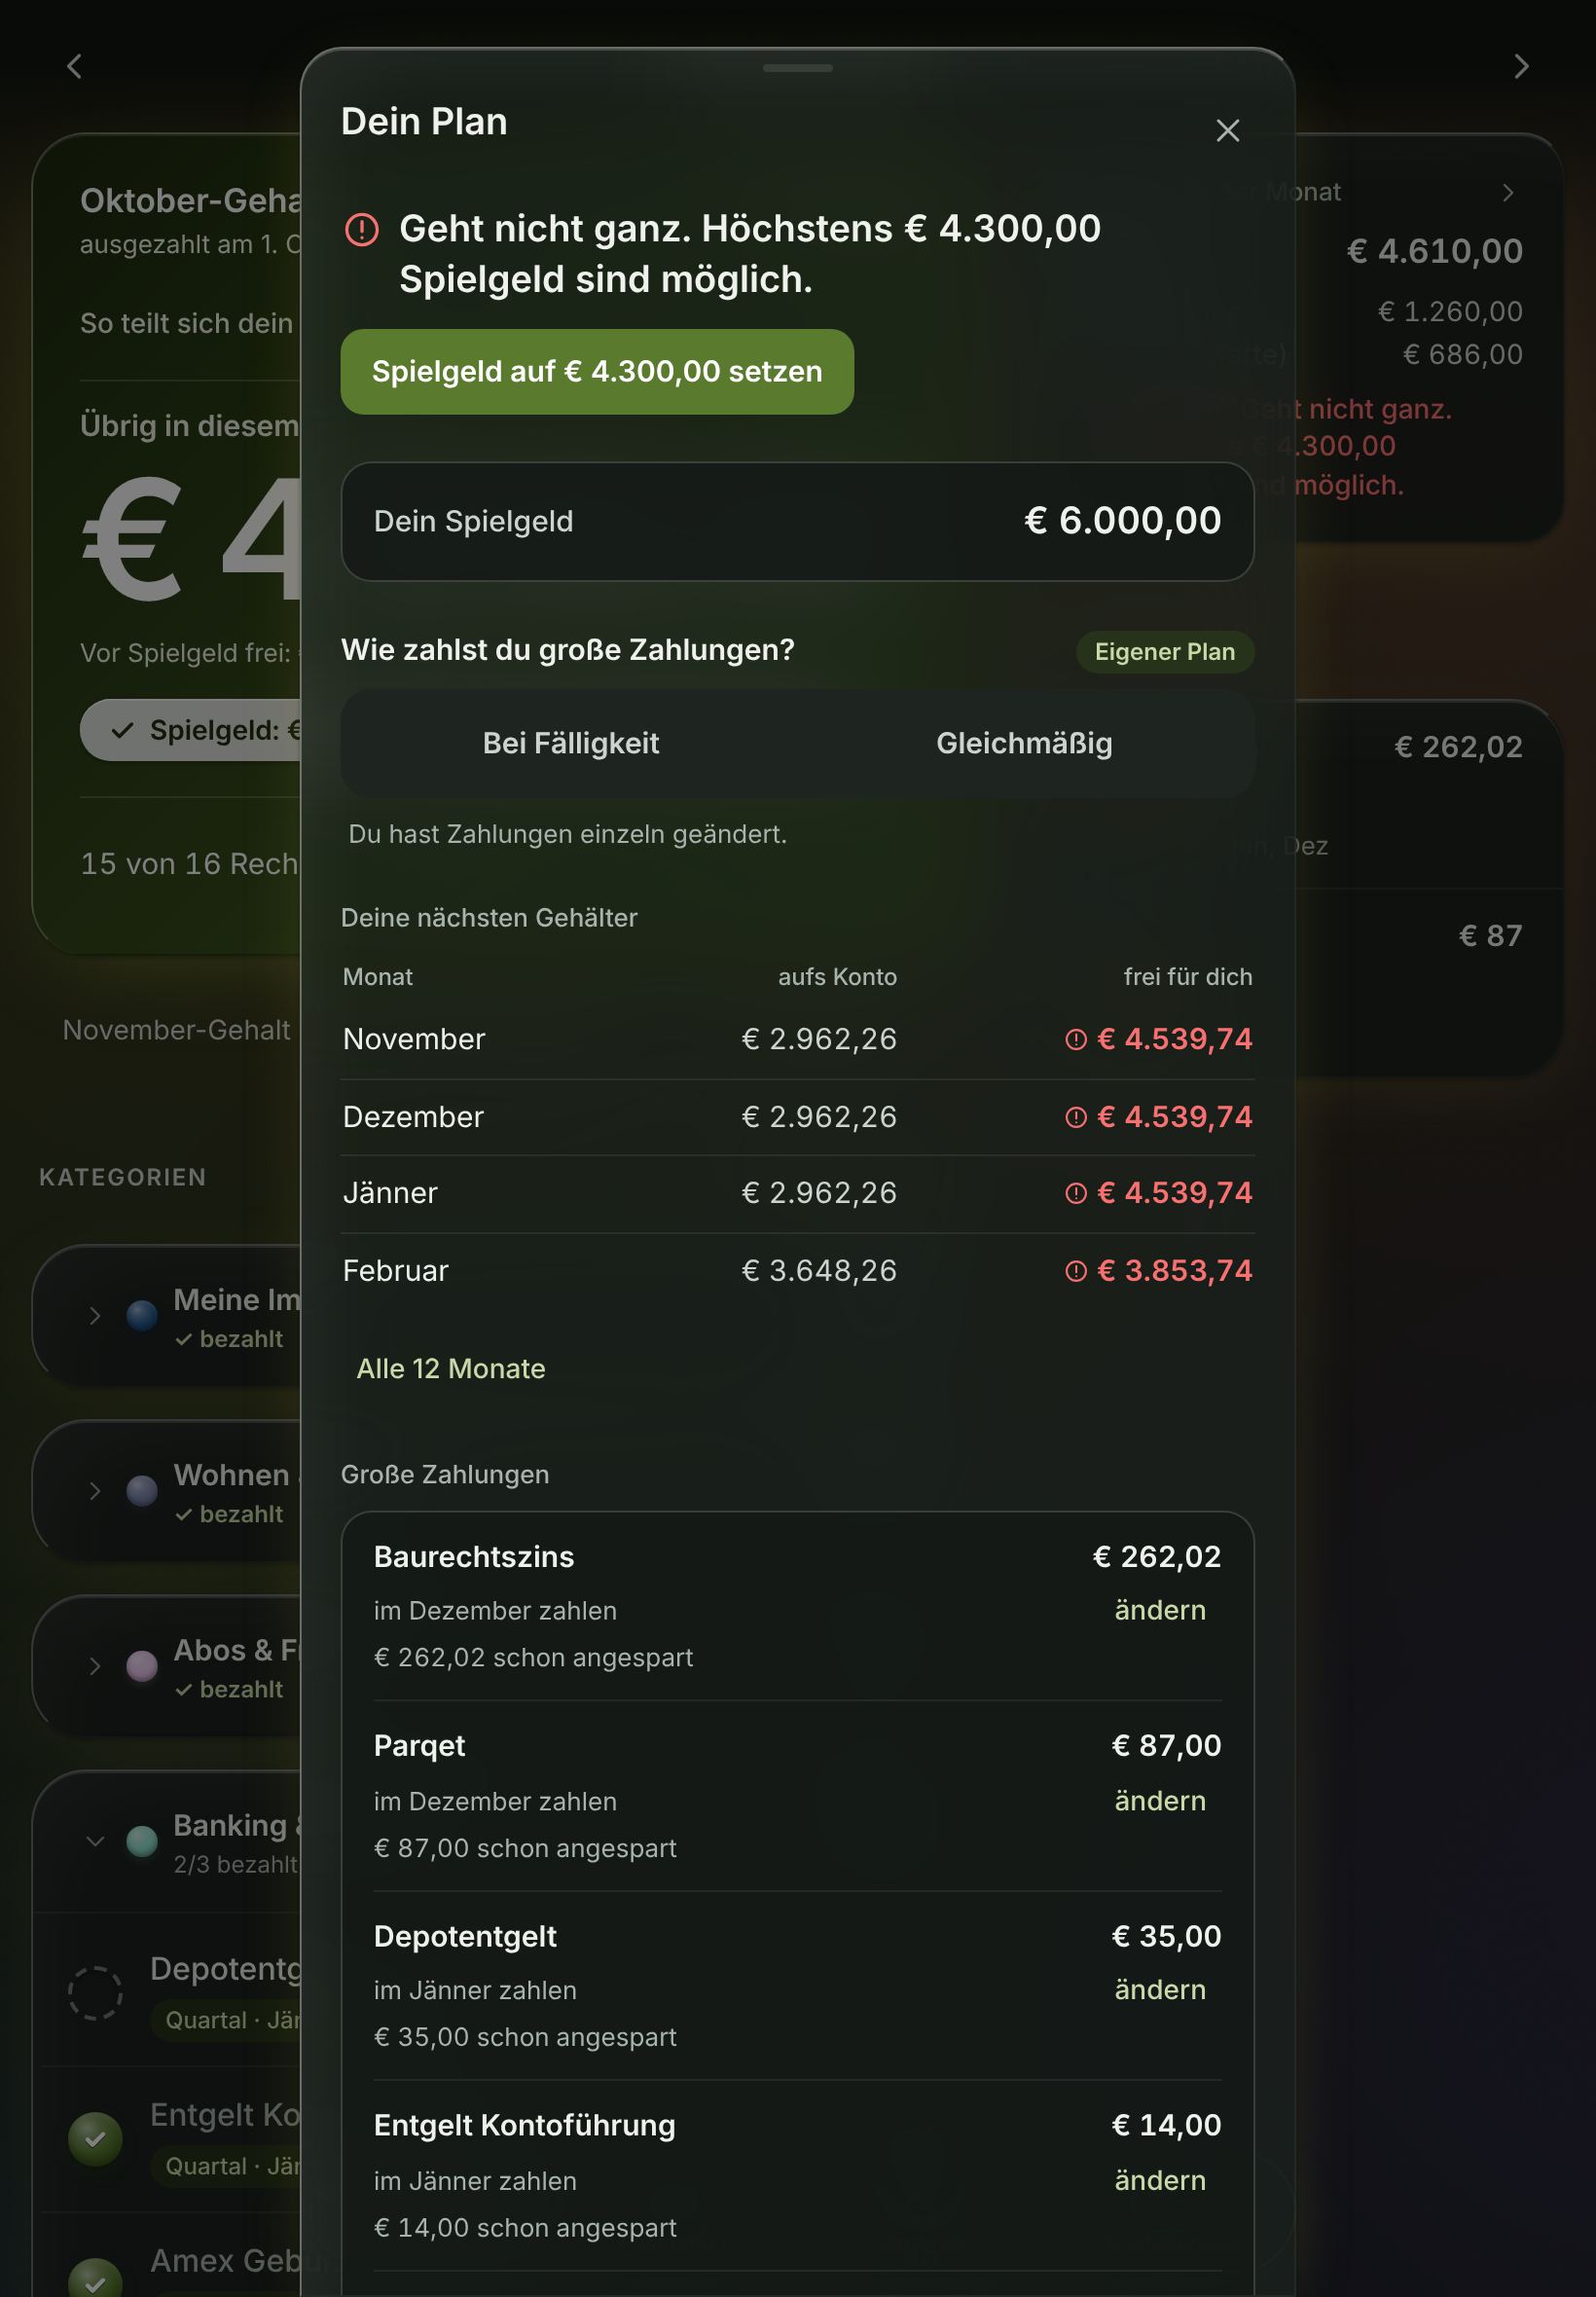 Dein Plan
Geht nicht ganz. Höchstens € 4.300,00
Spielgeld sind möglich.
Spielgeld auf € 4.300,00 setzen
Dein Spielgeld € 6.000,00
Wie zahlst du große Zahlungen? Eigener Plan
Bei Fälligkeit Gleichmäßig
Du hast Zahlungen einzeln geändert.
Deine nächsten Gehälter
Monat aufs Konto frei für dich
November € 2.962,26 € 4.539,74
Dezember € 2.962,26 € 4.539,74
Jänner € 2.962,26 € 4.539,74
Februar € 3.648,26 € 3.853,74
Alle 12 Monate
Große Zahlungen
Baurechtszins € 262,02
im Dezember zahlen ändern
€ 262,02 schon angespart
Parqet € 87,00
im Dezember zahlen ändern
€ 87,00 schon angespart
Depotentgelt € 35,00
im Jänner zahlen ändern
€ 35,00 schon angespart
Entgelt Kontoführung € 14,00
im Jänner zahlen ändern
€ 14,00 schon angespart
Oktober-Geha
ausgezahlt am 1. O
So teilt sich dein
Übrig in diesem
€ 4
Vor Spielgeld frei:
Spielgeld: €
15 von 16 Rech
November-Gehalt
KATEGORIEN
Meine Im
bezahlt
Wohnen
bezahlt
Abos & Fr
bezahlt
Banking &
2/3 bezahlt
Depotentg
Quartal · Jän
Entgelt Ko
Quartal · Jän
Amex Geb
Monat
€ 4.610,00
€ 1.260,00
€ 686,00
Geht nicht ganz.
€ 4.300,00
möglich.
€ 262,02
Dez
€ 87